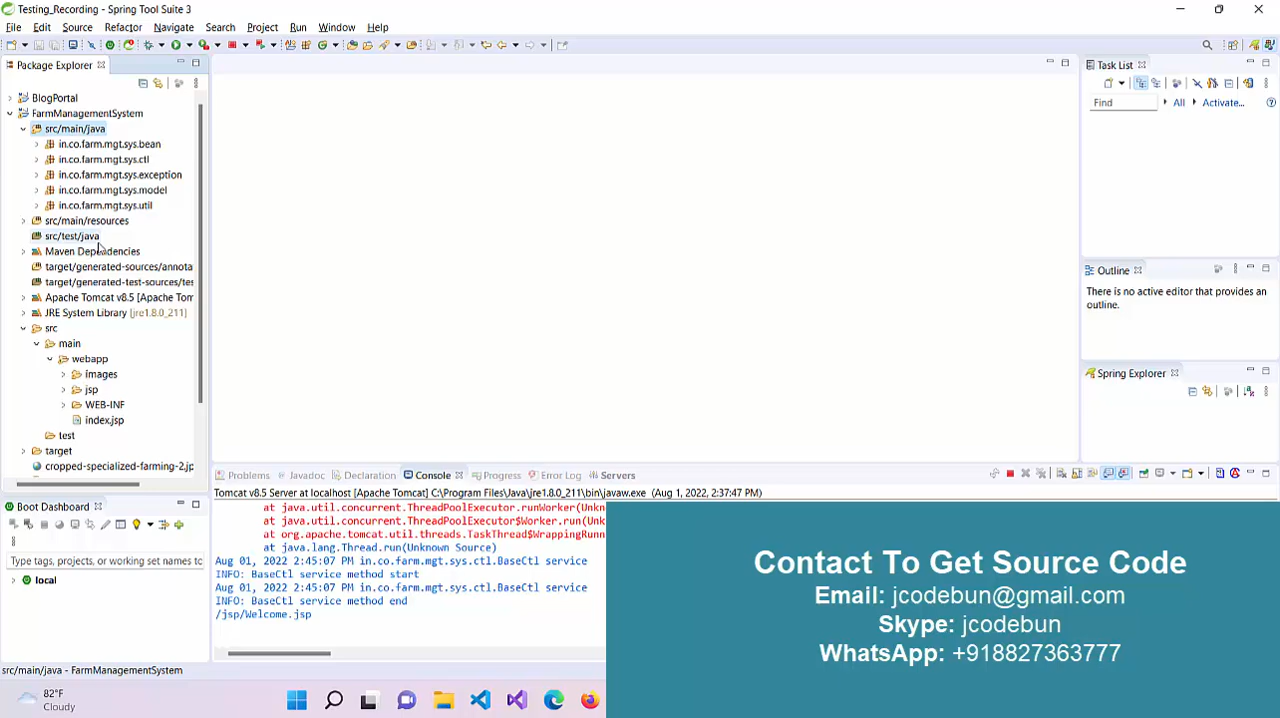 Testing_Recording - Spring Tool Suite 3
File Edit Source Refactor Navigate Search Project Run Window Help
Package Explorer
BlogPortal
FarmManagementSystem
src/main/java
in.co.farm.mgt.sys.bean
in.co.farm.mgt.sys.ctl
in.co.farm.mgt.sys.exception
in.co.farm.mgt.sys.model
in.co.farm.mgt.sys.util
src/main/resources
src/test/java
Maven Dependencies
target/generated-sources/annota
target/generated-test-sources/tes
Apache Tomcat v8.5 [Apache Tom
JRE System Library [jre1.8.0_211]
src
main
webapp
images
jsp
WEB-INF
index.jsp
test
target
cropped-specialized-farming-2.jp
Boot Dashboard
Type tags, projects, or working set names to
local
Task List
Find All Activate...
Outline
There is no active editor that provides an
outline.
Spring Explorer
Problems Javadoc Declaration Console Progress Error Log Servers
Tomcat v8.5 Server at localhost [Apache Tomcat] C:\Program Files\Java\jre1.8.0_211\bin\javaw.exe (Aug 1, 2022, 2:37:47 PM)
at java.util.concurrent.ThreadPoolExecutor.runWorker(Unk
at java.util.concurrent.ThreadPoolExecutor$Worker.run(Un
at org.apache.tomcat.util.threads.TaskThread$WrappingRunn
at java.lang.Thread.run(Unknown Source)
Aug 01, 2022 2:45:07 PM in.co.farm.mgt.sys.ctl.BaseCtl service
INFO: BaseCtl service method start
Aug 01, 2022 2:45:07 PM in.co.farm.mgt.sys.ctl.BaseCtl service
INFO: BaseCtl service method end
/jsp/Welcome.jsp
Contact To Get Source Code
Email: jcodebun@gmail.com
Skype: jcodebun
WhatsApp: +918827363777
src/main/java - FarmManagementSystem
82°F
Cloudy